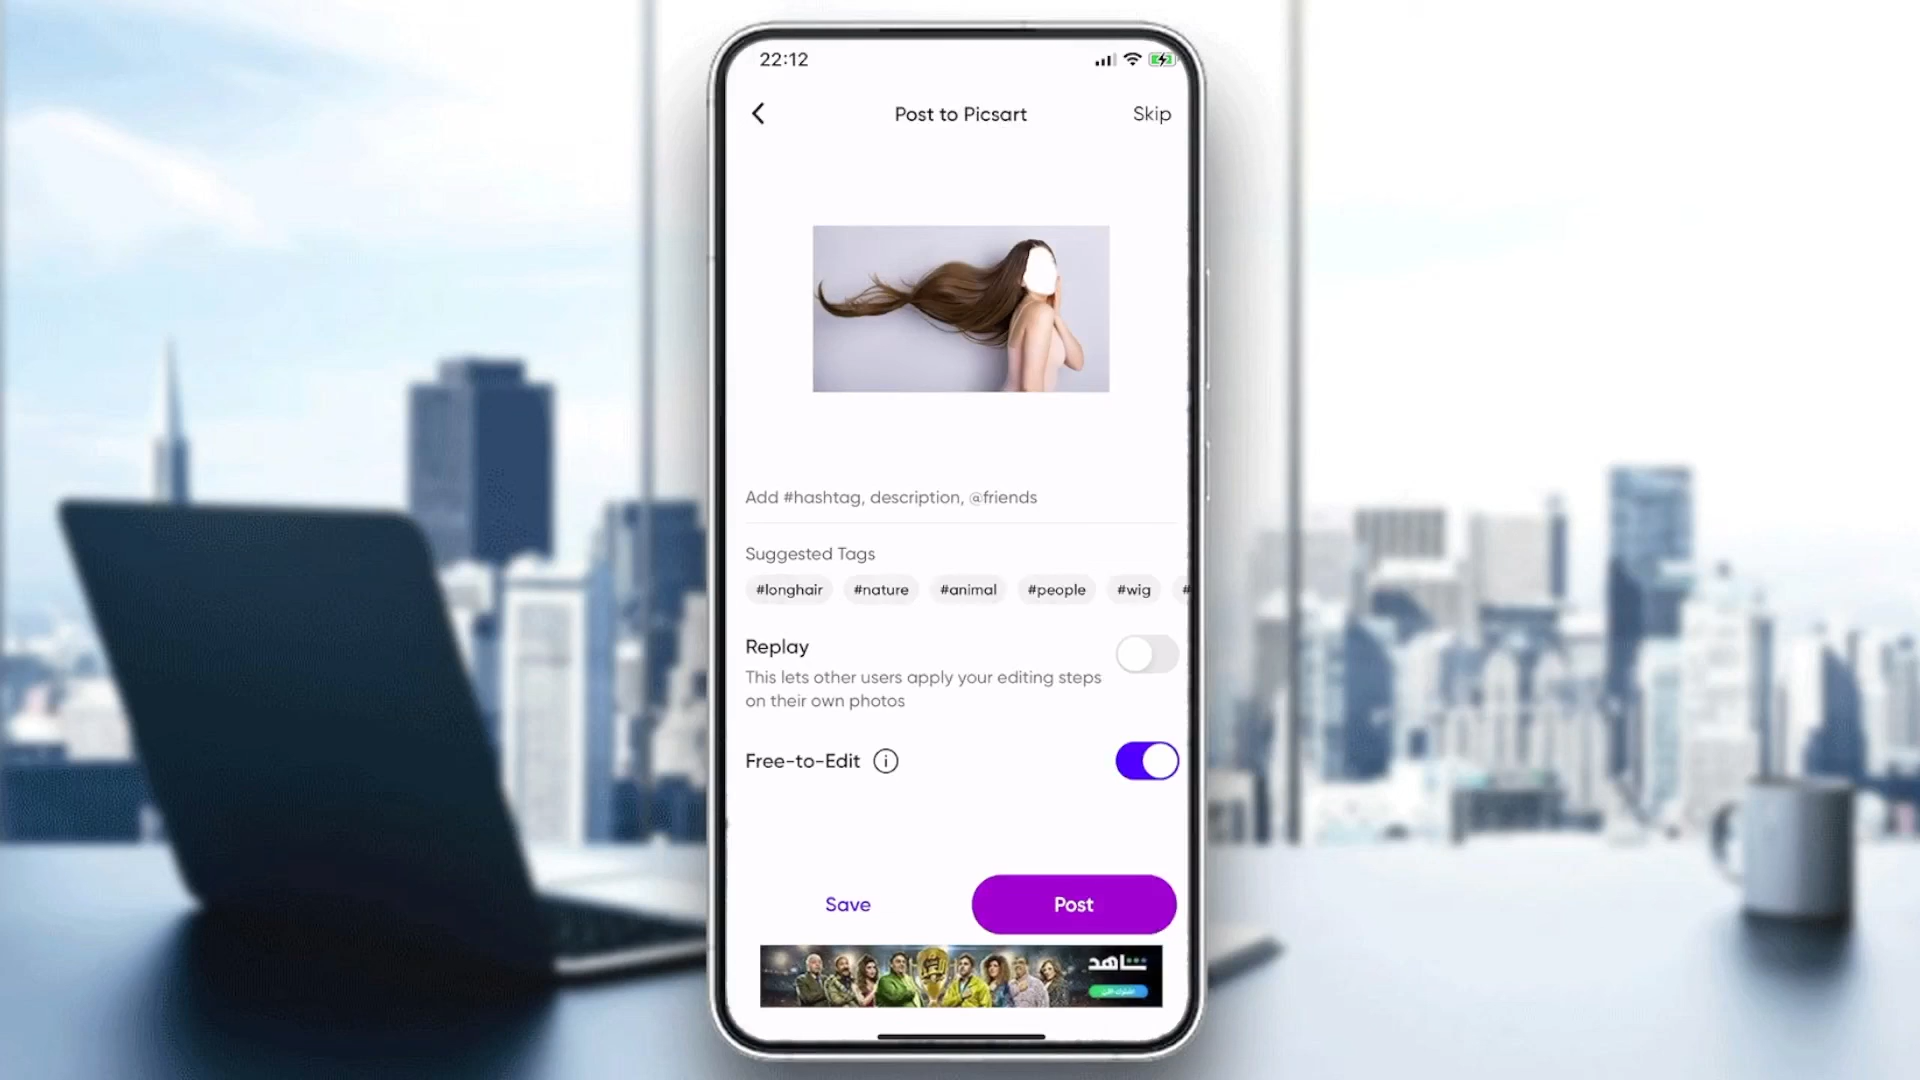 22:12
Post to Picsart
Skip
Add #hashtag, description, @friends
Suggested Tags
#longhair
#nature
#animal
#people
#wig
#
Replay
This lets other users apply your editing steps
on their own photos
Free-to-Edit
Save
Post
شاهد